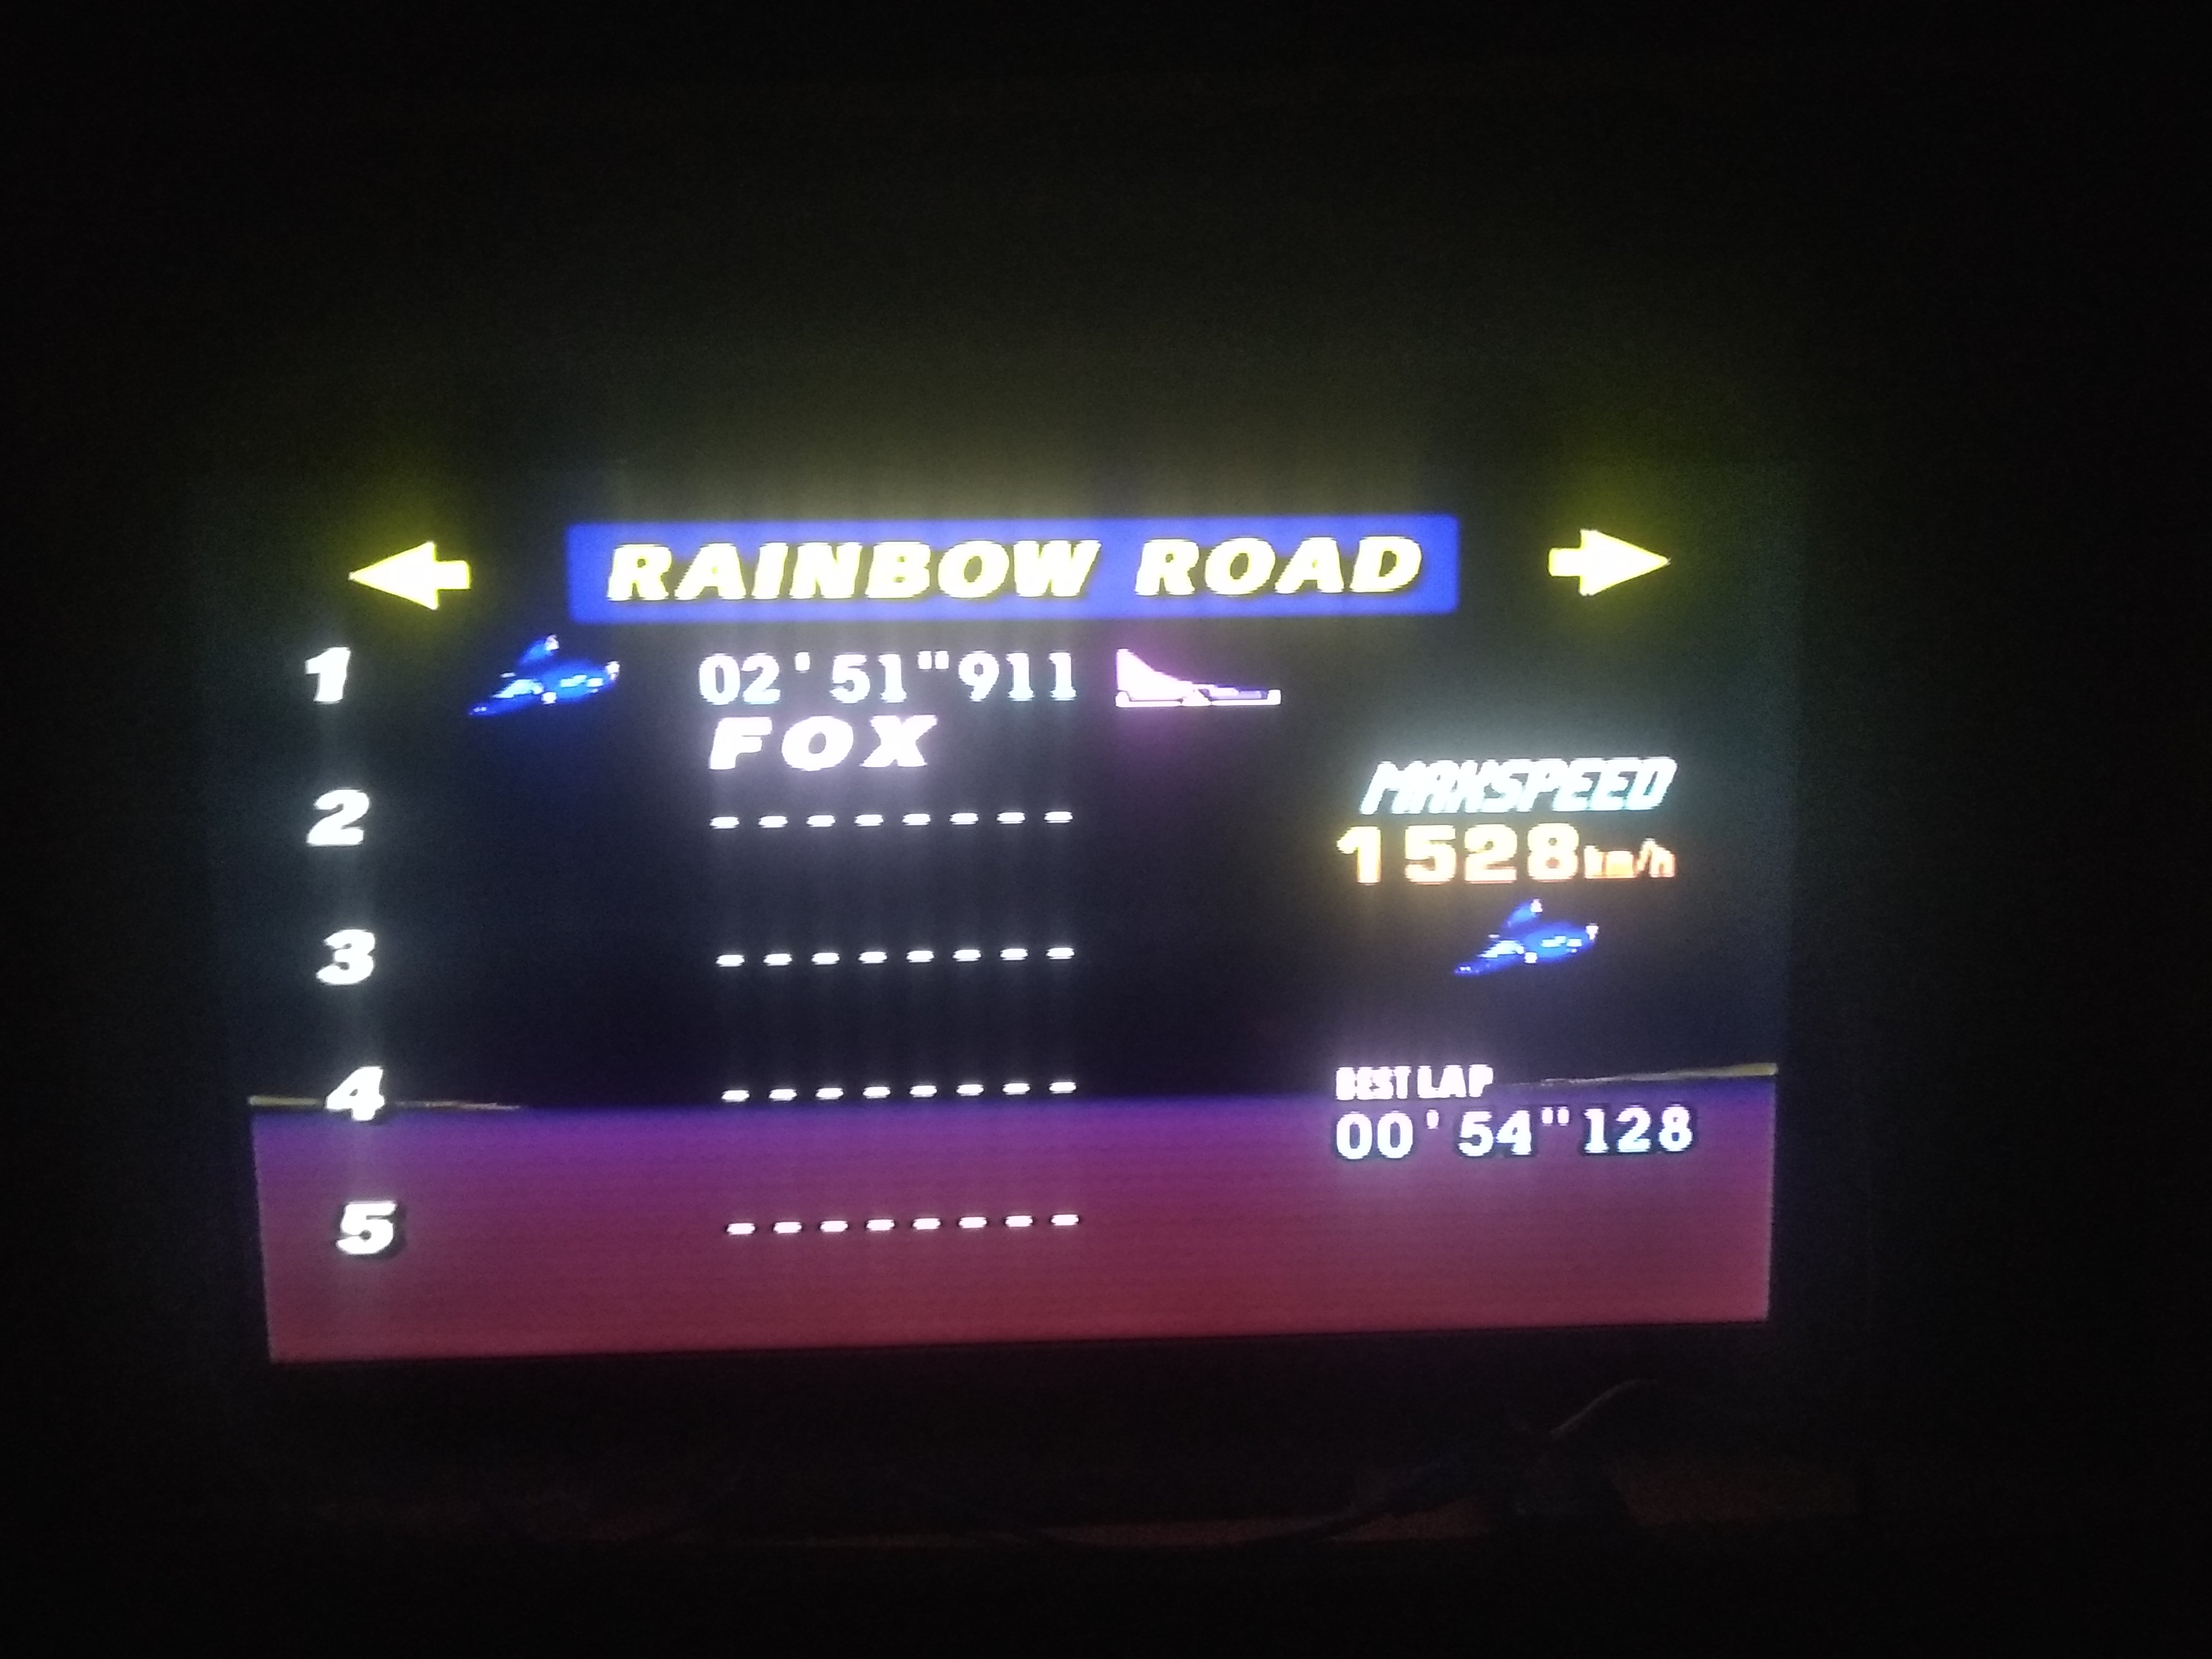 RAINBOW ROAD
1 02'51"911
FOX
MAXSPEED
2 --------
1528km/h
3 --------
4 --------
BEST LAP
00'54"128
5 --------